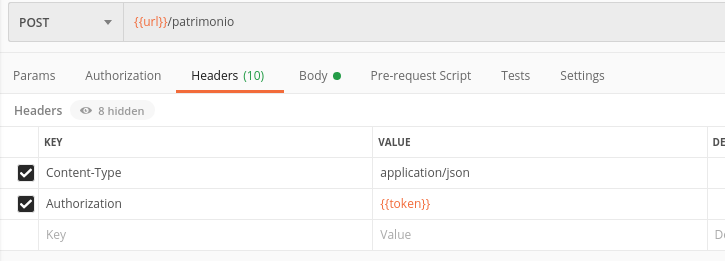 POST {{url}}/patrimonio
Params Authorization Headers (10) Body Pre-request Script Tests Settings
Headers 8 hidden
KEY VALUE DE
Content-Type application/json
Authorization {{token}}
Key Value De